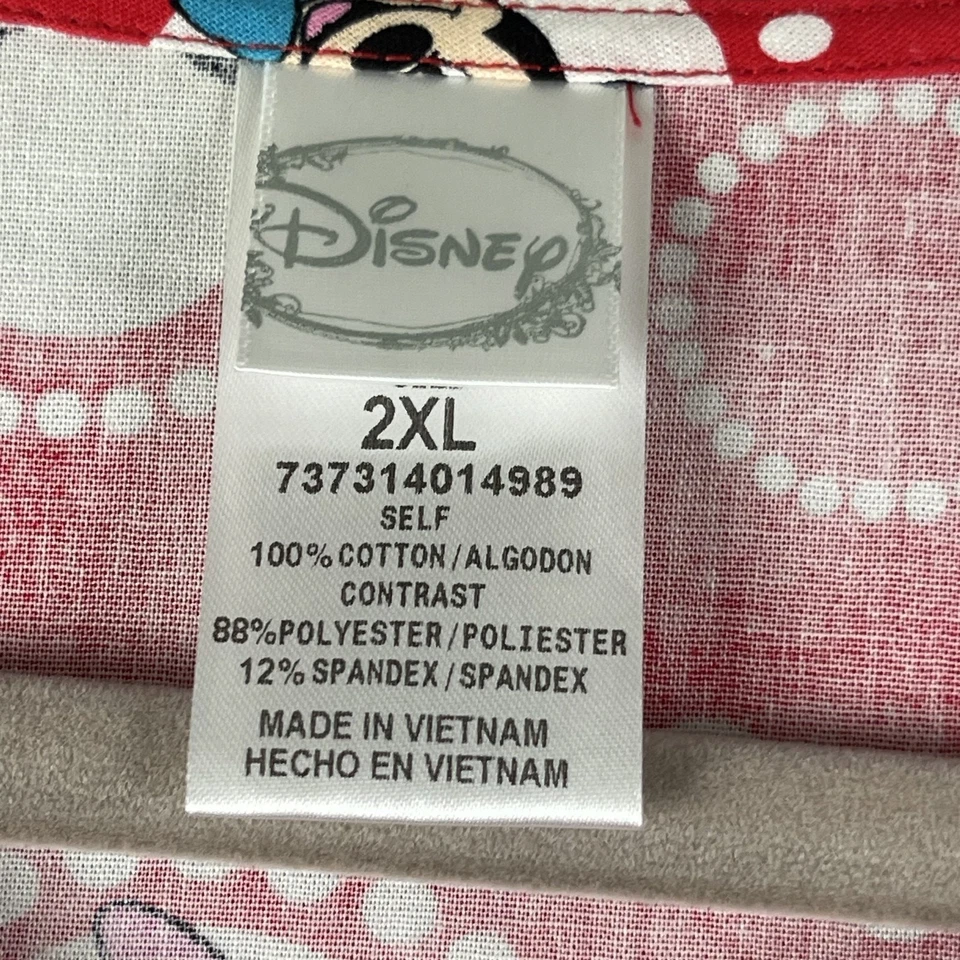 Disney
2XL
737314014989
SELF
100% COTTON/ALGODON
CONTRAST
88%POLYESTER/POLIESTER
12% SPANDEX/SPANDEX
MADE IN VIETNAM
HECHO EN VIETNAM